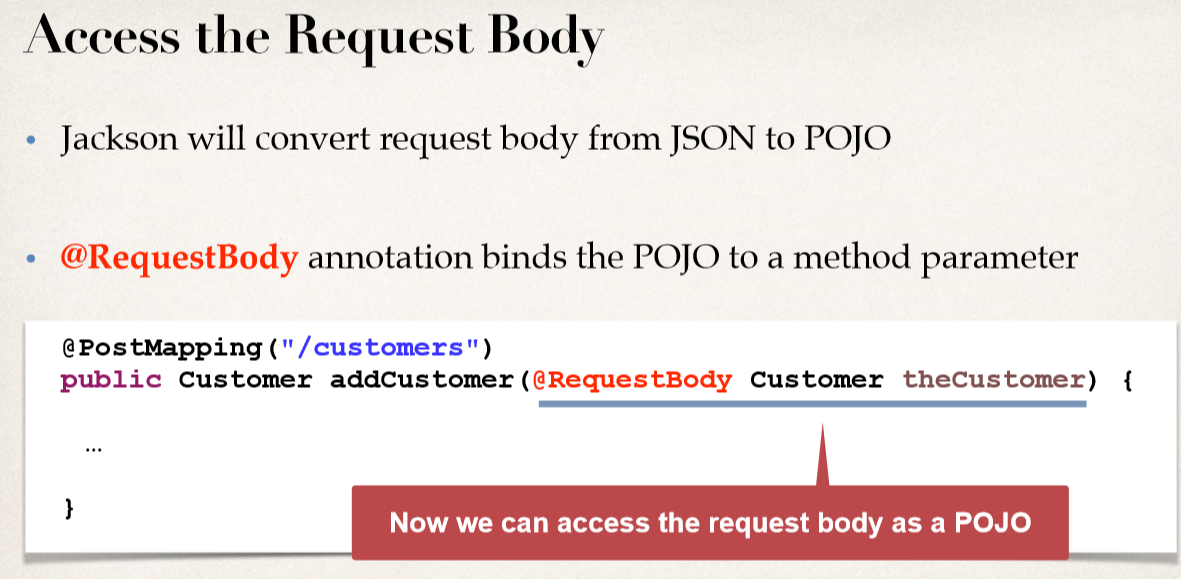 Access the Request Body
• Jackson will convert request body from JSON to POJO
• @RequestBody annotation binds the POJO to a method parameter
@PostMapping("/customers")
public Customer addCustomer(@RequestBody Customer theCustomer) {
...
}
Now we can access the request body as a POJO